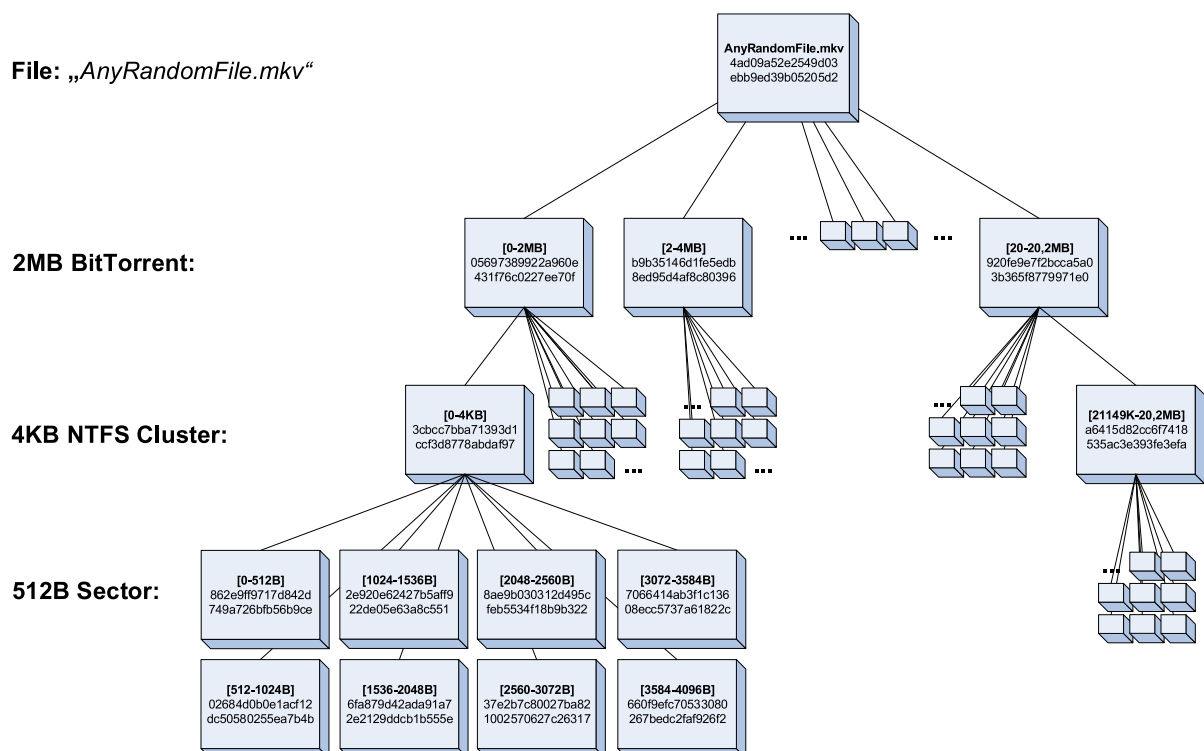 AnyRandomFile.mkv
4ad09a52e2549d03
ebb9ed39b05205d2
File: „AnyRandomFile.mkv“
2MB BitTorrent:
[0-2MB]
05697389922a960e
431f76c0227ee70f
[2-4MB]
b9b35146d1fe5edb
8ed95d4af8c80396
...
...
[20-20,2MB]
920fe9e7f2bcca5a0
3b365f8779971e0
4KB NTFS Cluster:
[0-4KB]
3cbcc7bba71393d1
ccf3d8778abdaf97
...
...
...
...
[21149K-20,2MB]
a6415d82cc6f7418
535ac3e393fe3efa
512B Sector:
[0-512B]
862e9ff9717d842d
749a726bfb56b9ce
[1024-1536B]
2e920e62427b5aff9
22de05e63a8c551
[2048-2560B]
8ae9b030312d495c
feb5534f18b9b322
[3072-3584B]
7066414ab3f1c136
08ecc5737a61822c
...
[512-1024B]
02684d0b0e1acf12
dc50580255ea7b4b
[1536-2048B]
6fa879d42ada91a7
2e2129ddcb1b555e
[2560-3072B]
37e2b7c80027ba82
1002570627c26317
[3584-4096B]
660f9efc70533080
267bedc2faf926f2